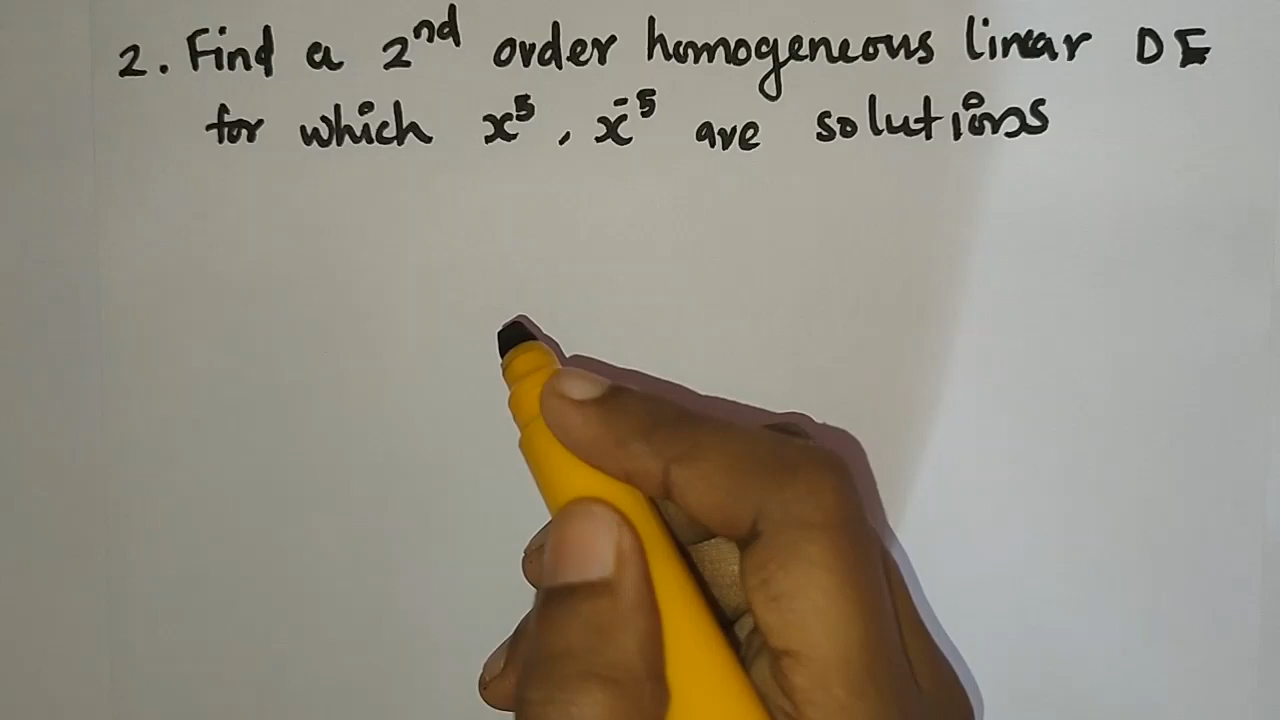 2. Find a 2nd order homogeneous linear DE
for which x⁵, x⁻⁵ are solutions